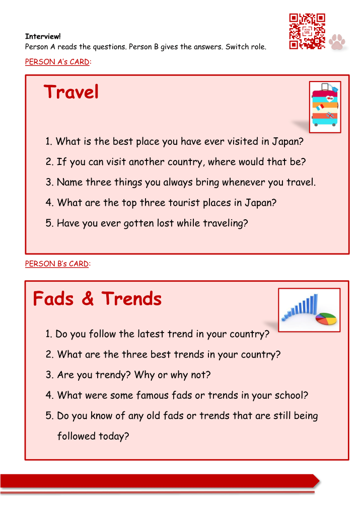 Interview!
Person A reads the questions. Person B gives the answers. Switch role.
PERSON A's CARD:
Travel
1. What is the best place you have ever visited in Japan?
2. If you can visit another country, where would that be?
3. Name three things you always bring whenever you travel.
4. What are the top three tourist places in Japan?
5. Have you ever gotten lost while traveling?
PERSON B's CARD:
Fads & Trends
1. Do you follow the latest trend in your country?
2. What are the three best trends in your country?
3. Are you trendy? Why or why not?
4. What were some famous fads or trends in your school?
5. Do you know of any old fads or trends that are still being
followed today?